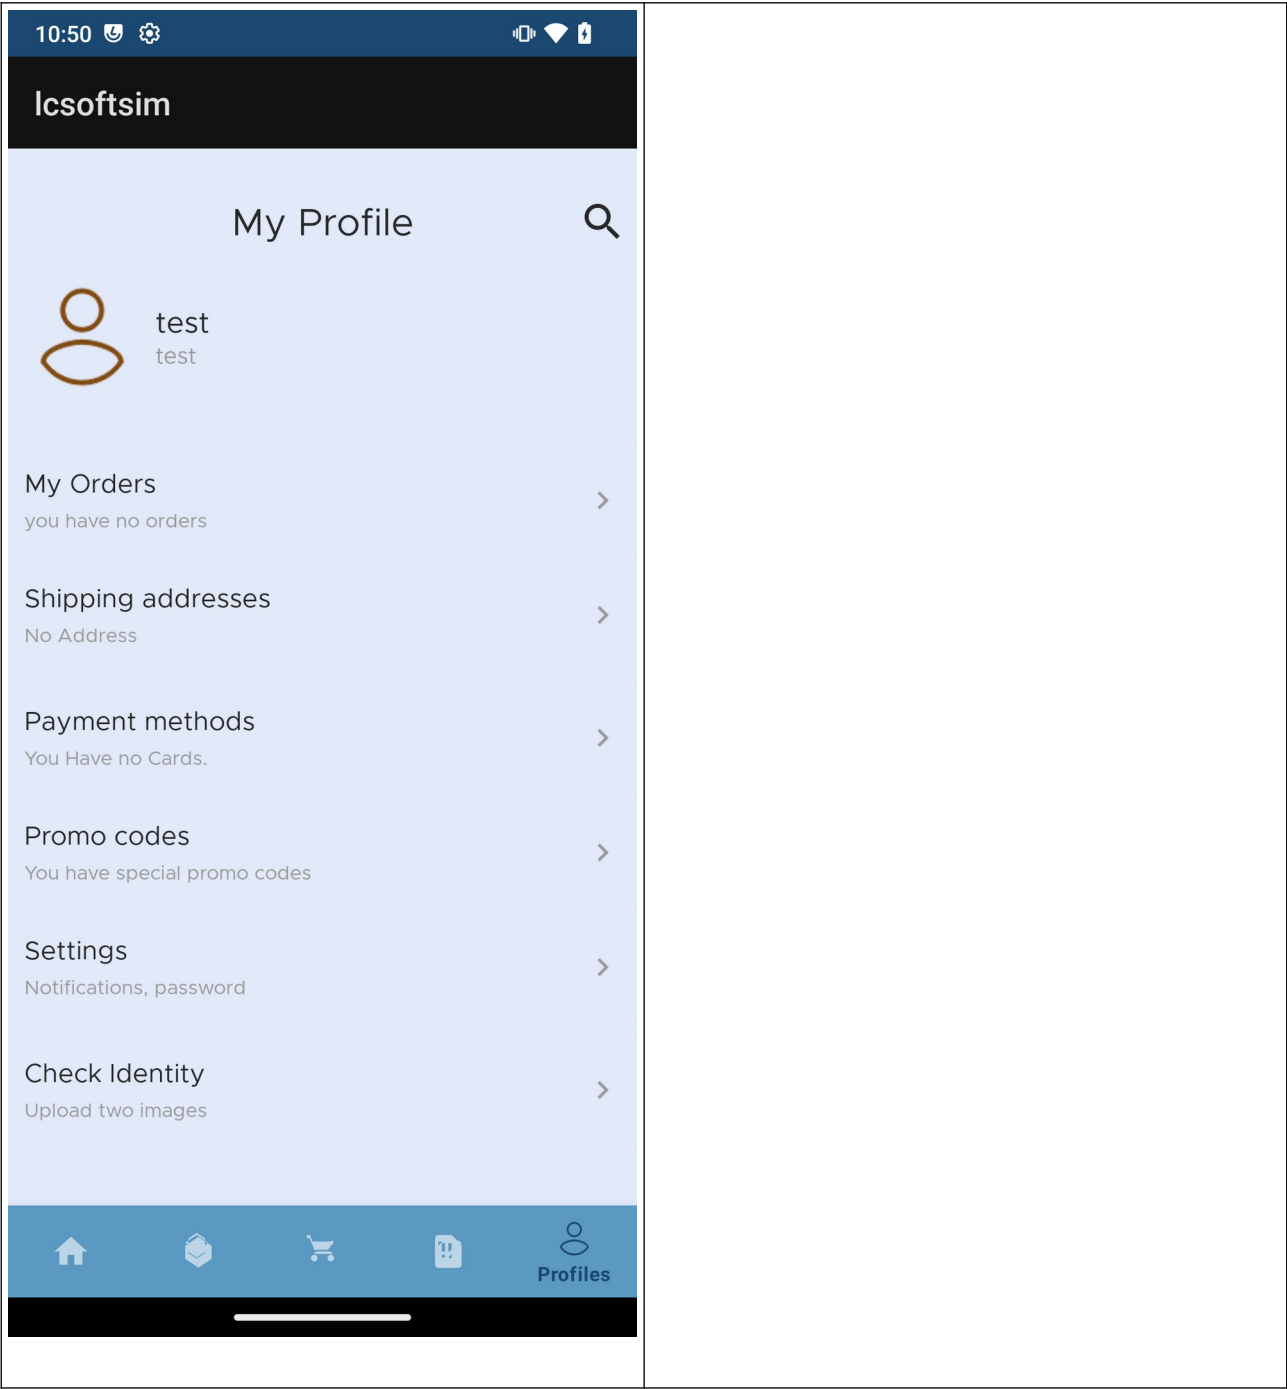 10:50
lcsoftsim
My Profile
test
test
My Orders
you have no orders
Shipping addresses
No Address
Payment methods
You Have no Cards.
Promo codes
You have special promo codes
Settings
Notifications, password
Check Identity
Upload two images
Profiles